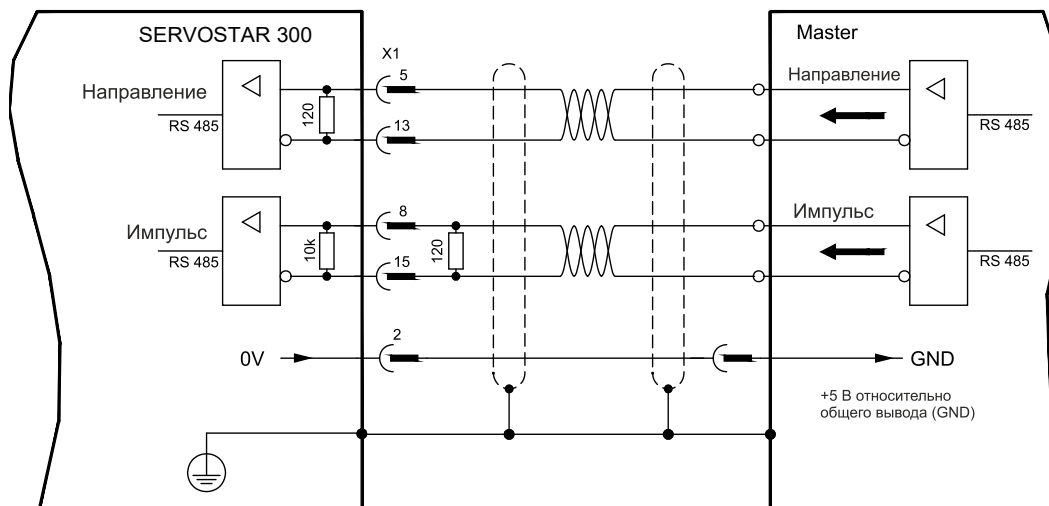 SERVOSTAR 300
Master
X1
5
Направление
Направление
120
RS 485
RS 485
13
8
Импульс
Импульс
10k
120
RS 485
RS 485
15
2
0V
GND
+5 В относительно
общего вывода (GND)